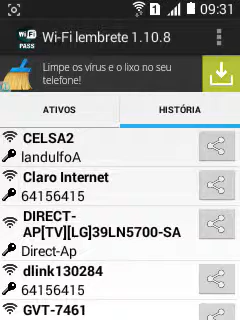 1 09:31
WiFi PASS Wi-Fi lembrete 1.10.8
Limpe os vírus e o lixo no seu
telefone!
ATIVOS HISTÓRIA
CELSA2
landulfoA
Claro Internet
64156415
DIRECT-
AP[TV][LG]39LN5700-SA
Direct-Ap
dlink130284
64156415
GVT-7461